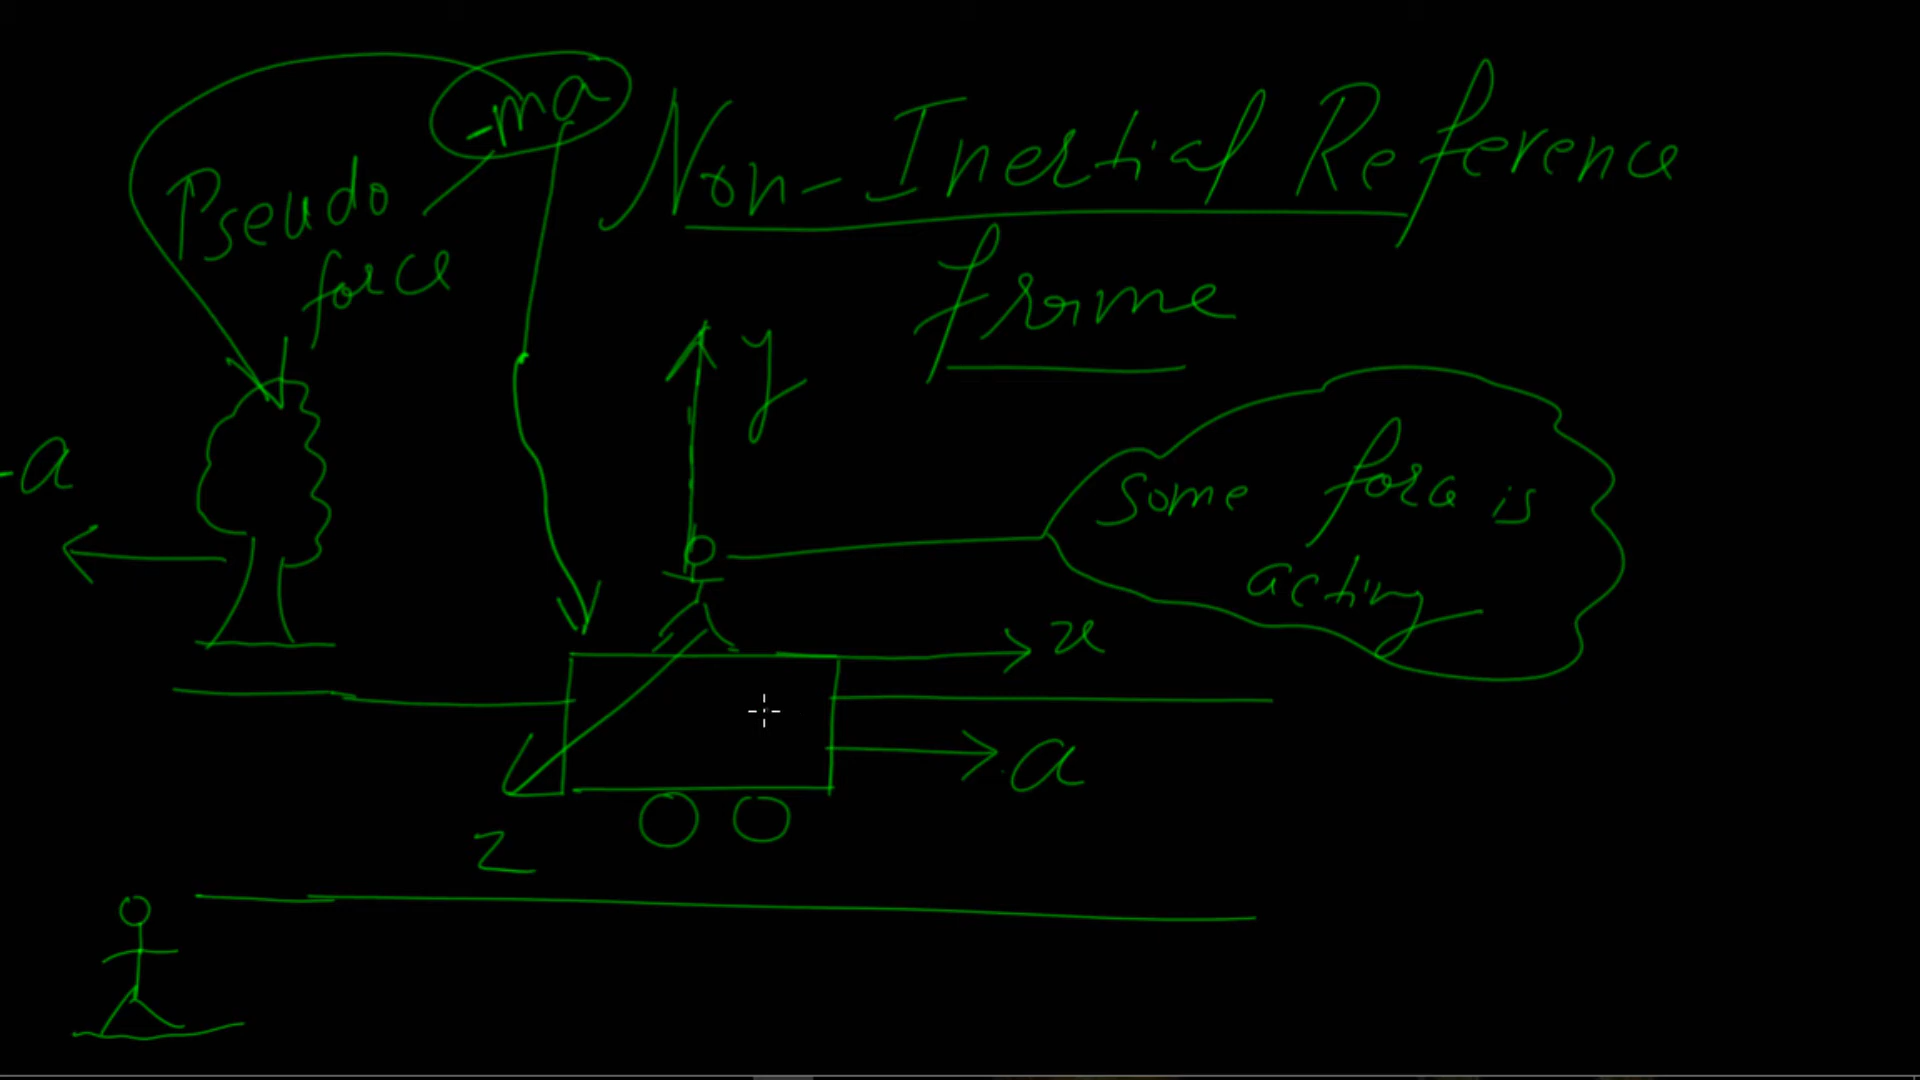 -ma
Non-Inertial Reference
frame
Pseudo
force
y
-a
some force is
acting
x
a
z